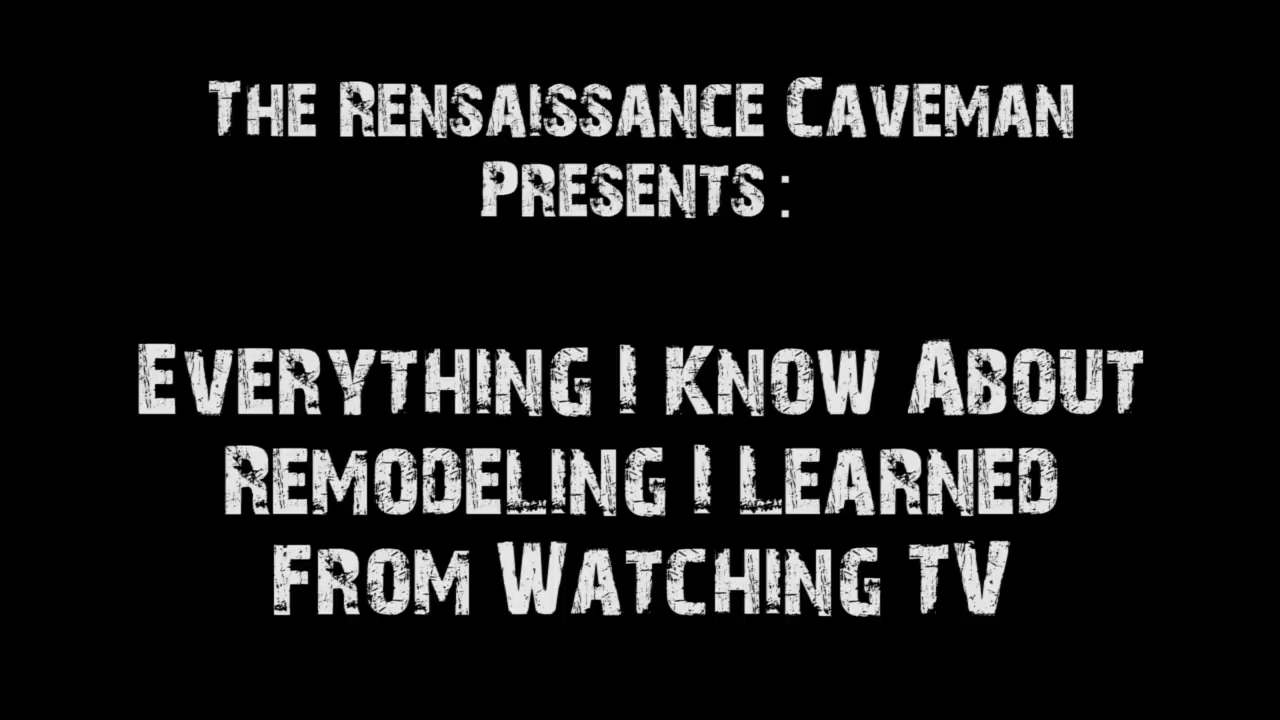 The Rensaissance Caveman
Presents:
Everything I Know About
Remodeling I Learned
From Watching TV